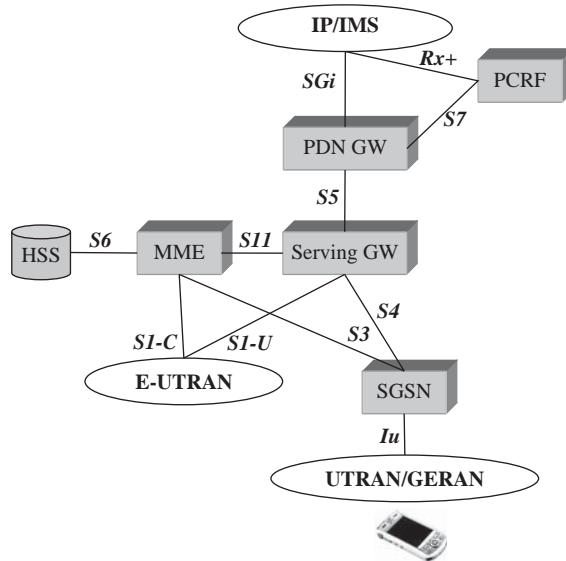 IP/IMS
Rx+
SGi
PCRF
S7
PDN GW
S5
HSS
S6
MME
S11
Serving GW
S4
S3
S1-C
S1-U
E-UTRAN
SGSN
Iu
UTRAN/GERAN